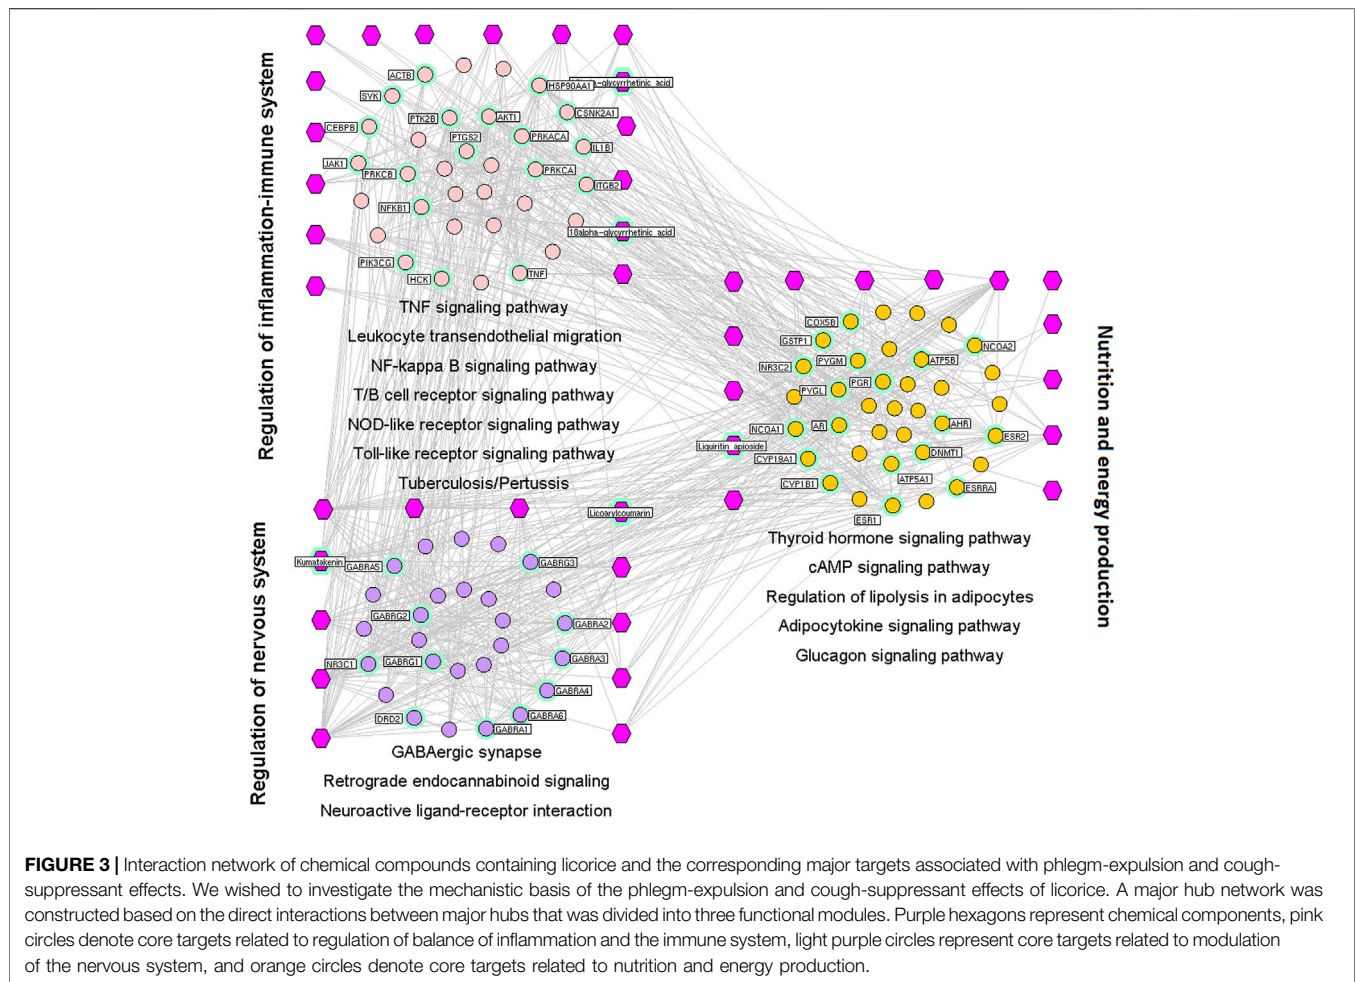 Regulation of inflammation-immune system
ACTB
SYK
CEBPB
JAK1
PTK2B
AKT1
PTGS2
PRKACA
HSP90AA1
a-glycyrrhetinic_acid
CSNK2A1
IL1B
PRKCB
PRKCA
ITGB2
NFKB1
18alpha-glycyrrhetinic_acid
PIK3CG
HCK
TNF
TNF signaling pathway
Leukocyte transendothelial migration
NF-kappa B signaling pathway
T/B cell receptor signaling pathway
NOD-like receptor signaling pathway
Toll-like receptor signaling pathway
Tuberculosis/Pertussis
Nutrition and energy production
COX5B
GSTP1
NR3C2
PYGM
ATP5B
NCOA2
PYGL
PGR
NCOA1
AR
AHR
ESR2
Liquiritin_apioside
CYP19A1
DNMT1
CYP1B1
ATP5A1
ESRRA
ESR1
Thyroid hormone signaling pathway
cAMP signaling pathway
Regulation of lipolysis in adipocytes
Adipocytokine signaling pathway
Glucagon signaling pathway
Regulation of nervous system
Licoarylcoumarin
Kumatakenin
GABRA5
GABRG3
GABRG2
GABRA2
NR3C1
GABRG1
GABRA3
GABRA4
DRD2
GABRA6
GABRA1
GABAergic synapse
Retrograde endocannabinoid signaling
Neuroactive ligand-receptor interaction
FIGURE 3 | Interaction network of chemical compounds containing licorice and the corresponding major targets associated with phlegm-expulsion and cough-
suppressant effects. We wished to investigate the mechanistic basis of the phlegm-expulsion and cough-suppressant effects of licorice. A major hub network was
constructed based on the direct interactions between major hubs that was divided into three functional modules. Purple hexagons represent chemical components, pink
circles denote core targets related to regulation of balance of inflammation and the immune system, light purple circles represent core targets related to modulation
of the nervous system, and orange circles denote core targets related to nutrition and energy production.